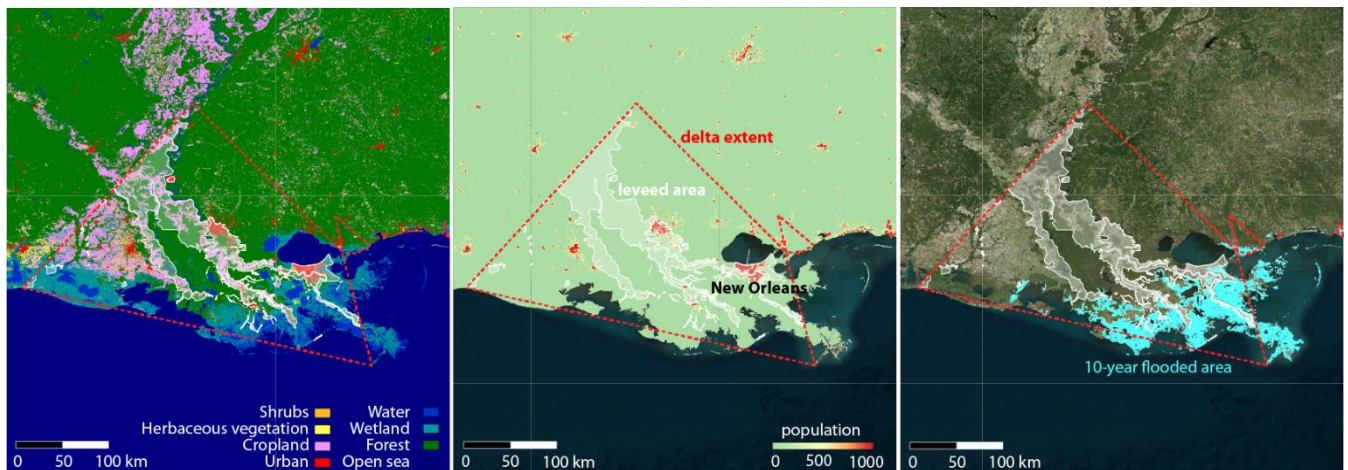 Shrubs Water
Herbaceous vegetation Wetland
Cropland Forest
Urban Open sea
0 50 100 km
delta extent
leveed area
New Orleans
population
0 500 1000
0 50 100 km
10-year flooded area
0 50 100 km